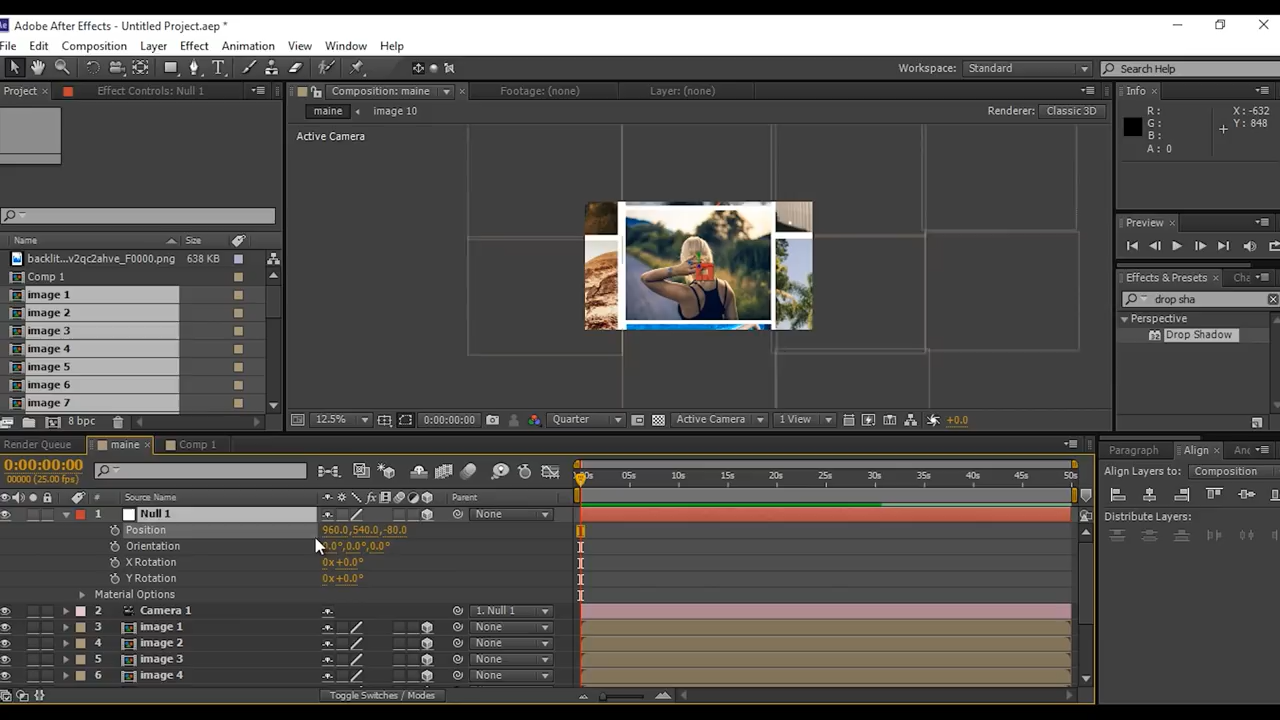 Adobe After Effects - Untitled Project.aep *
File Edit Composition Layer Effect Animation View Window Help
Workspace: Standard Search Help
Project Effect Controls: Null 1 Composition: maine Footage: (none) Layer: (none) Info
maine image 10 Renderer: Classic 3D
R: X: -632
G: Y: 848
B:
A: 0
Active Camera
Preview
Name Size
backlit...v2qc2ahve_F0000.png 638 KB
Comp 1
image 1
image 2
image 3
image 4
image 5
image 6
image 7
8 bpc
Effects & Presets
drop sha
Perspective
Drop Shadow
12.5% 0:00:00:00 Quarter Active Camera 1 View +0.0
Render Queue maine Comp 1
Paragraph Align
0:00:00:00
00000 (25.00 fps)
05s 10s 15s 20s 25s 30s 35s 40s 45s 50s
Align Layers to: Composition
Distribute Layers:
# Source Name Parent
1 Null 1 None
Position 960.0,540.0,-80.0
Orientation 0.0°,0.0°,0.0°
X Rotation 0x+0.0°
Y Rotation 0x+0.0°
Material Options
2 Camera 1 1. Null 1
3 image 1 None
4 image 2 None
5 image 3 None
6 image 4 None
Toggle Switches / Modes